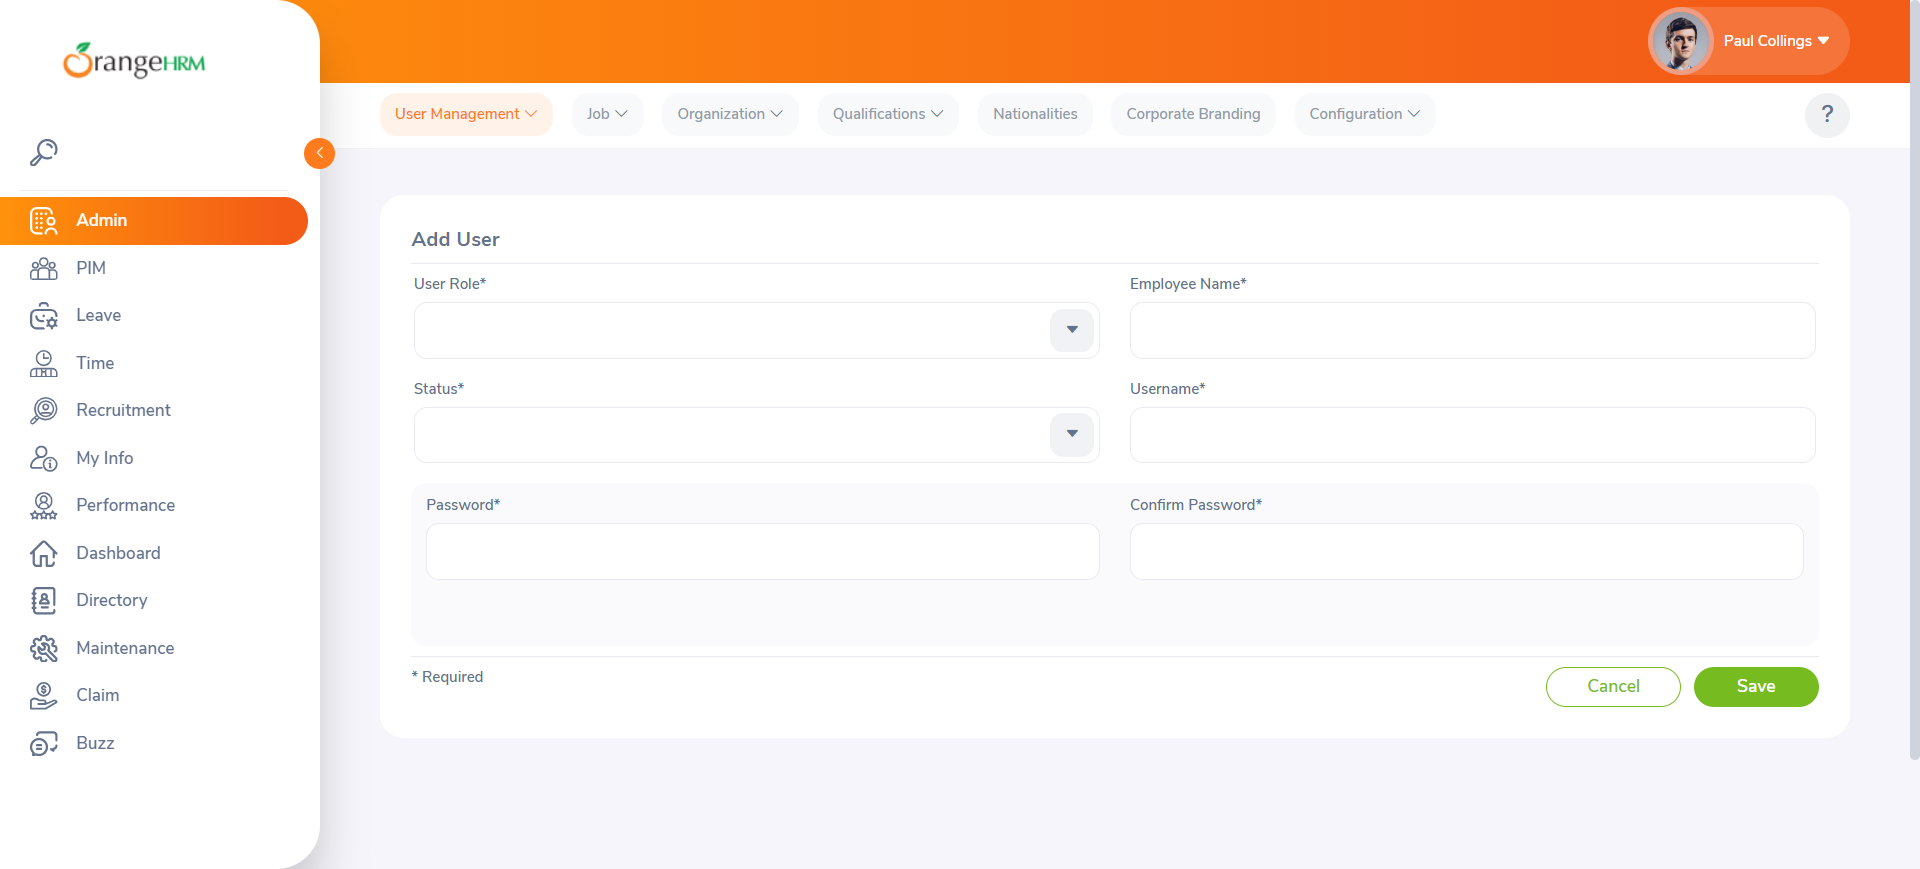 OrangeHRM
Paul Collings
User Management
Job
Organization
Qualifications
Nationalities
Corporate Branding
Configuration
?
Admin
PIM
Leave
Time
Recruitment
My Info
Performance
Dashboard
Directory
Maintenance
Claim
Buzz
Add User
User Role*
Employee Name*
Status*
Username*
Password*
Confirm Password*
* Required
Cancel
Save